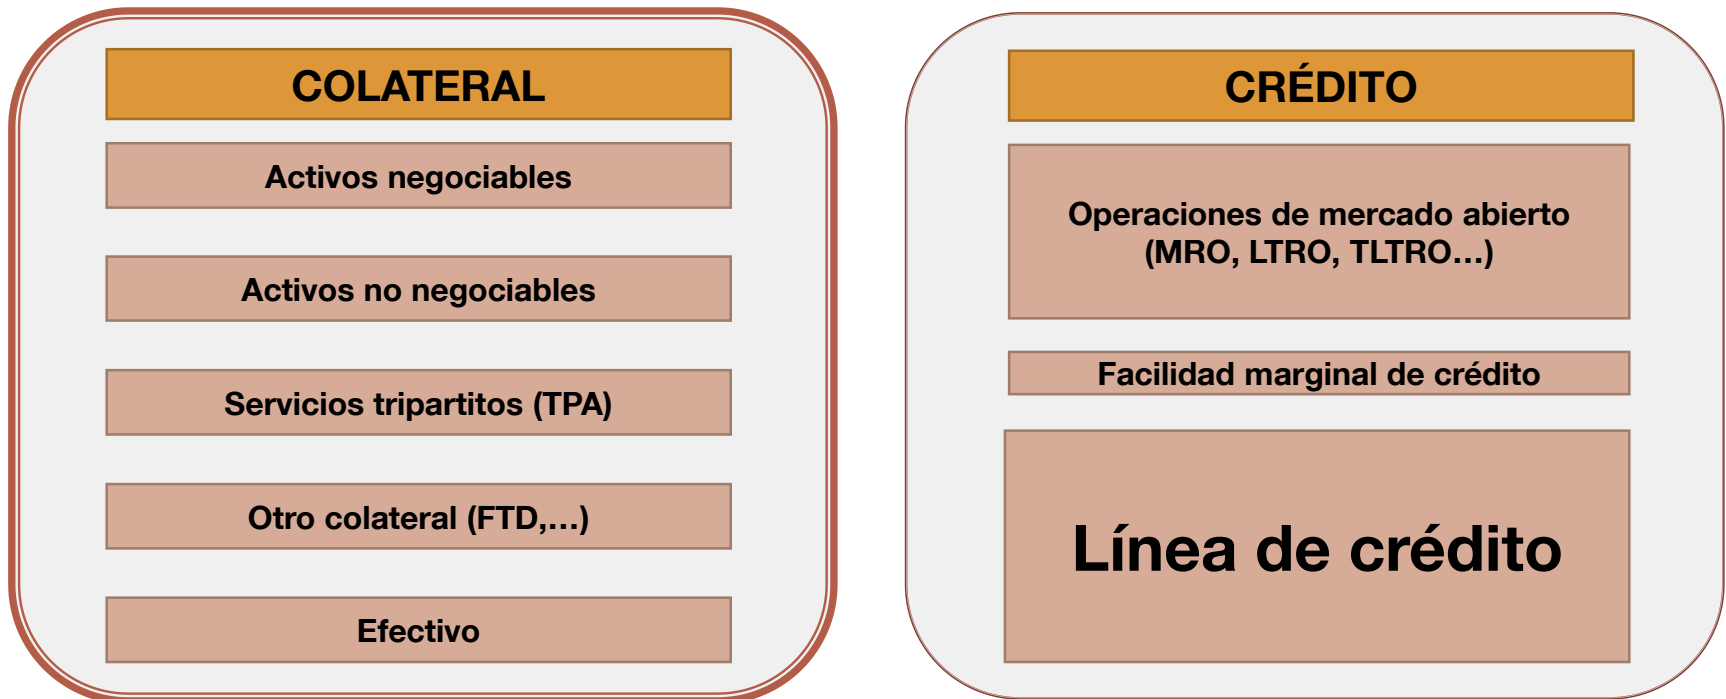 COLATERAL
Activos negociables
Activos no negociables
Servicios tripartitos (TPA)
Otro colateral (FTD,...)
Efectivo
CRÉDITO
Operaciones de mercado abierto
(MRO, LTRO, TLTRO...)
Facilidad marginal de crédito
Línea de crédito